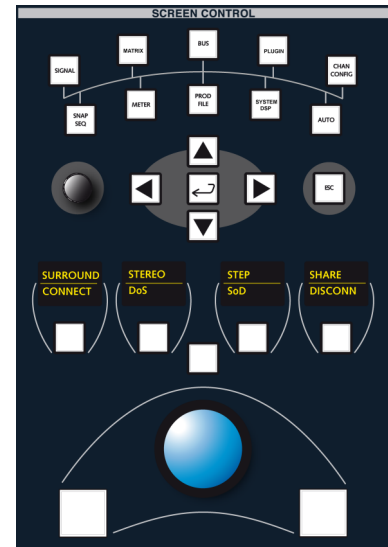 SCREEN CONTROL
BUS
MATRIX
PLUGIN
SIGNAL
CHAN
CONFIG
SNAP
SEQ
METER
PROD
FILE
SYSTEM
DSP
AUTO
ESC
SURROUND
CONNECT
STEREO
DoS
STEP
SoD
SHARE
DISCONN